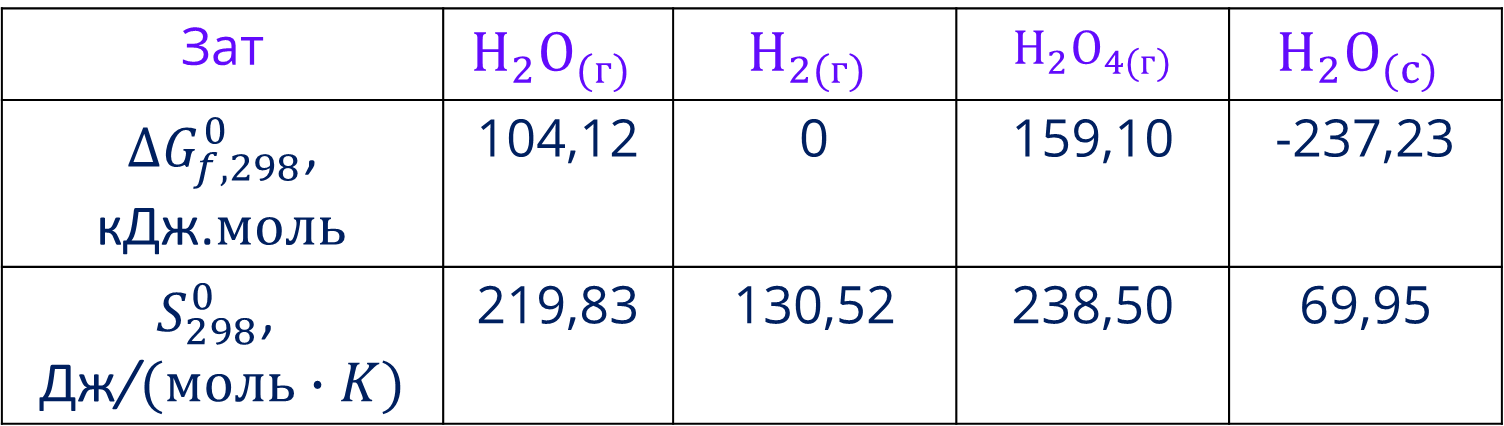 Зат H₂O₍г₎ H₂₍г₎ H₂O₄₍г₎ H₂O₍с₎
ΔG⁰f,298, 104,12 0 159,10 -237,23
кДж.моль
S⁰₂₉₈, 219,83 130,52 238,50 69,95
Дж/(моль · K)